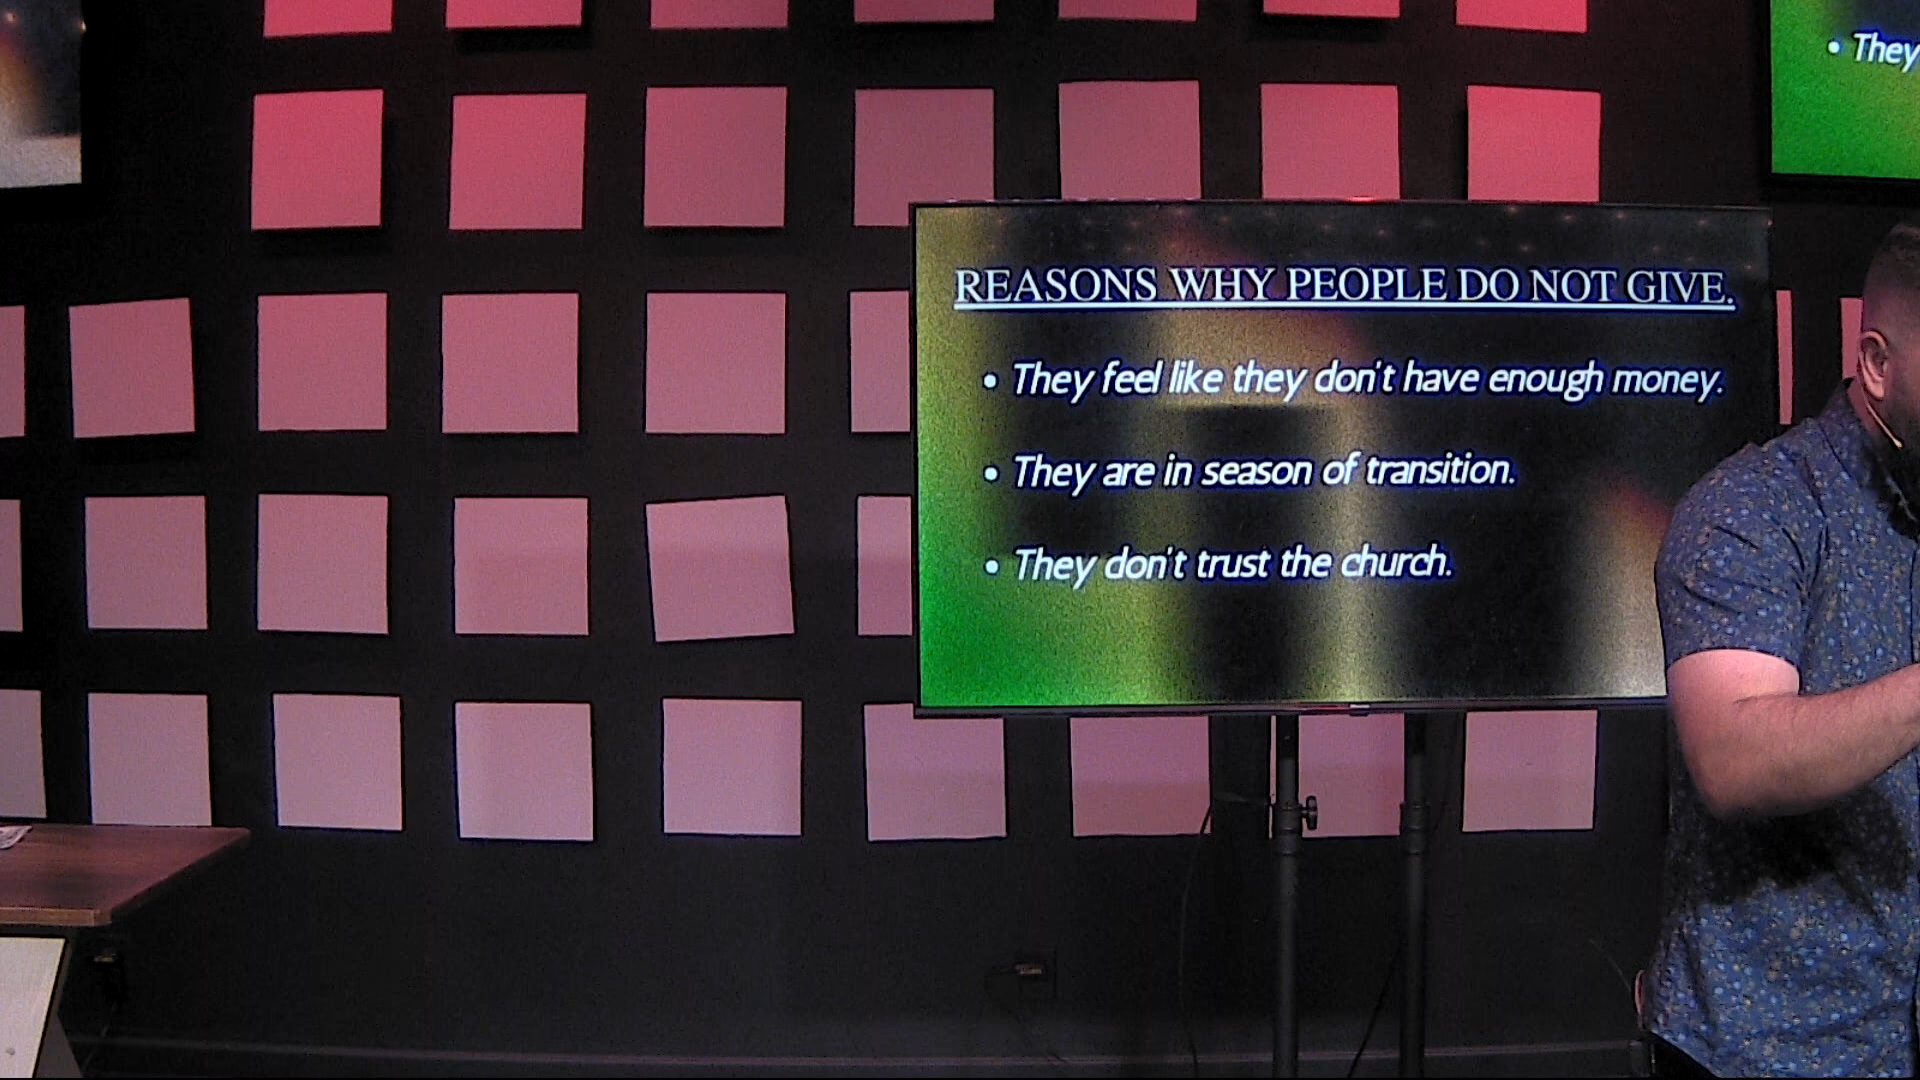 REASONS WHY PEOPLE DO NOT GIVE.
• They feel like they don't have enough money.
• They are in season of transition.
• They don't trust the church.
• They